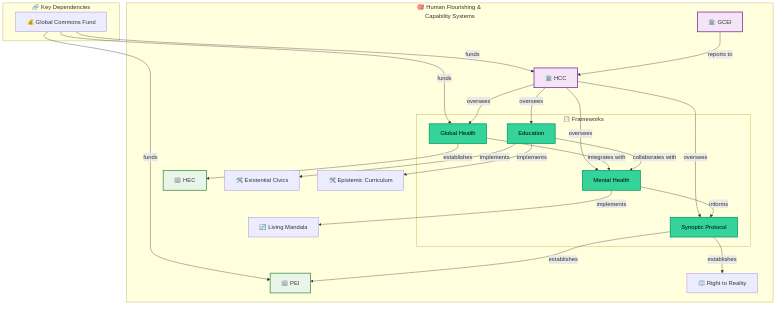 🔗 Key Dependencies
🎯 Human Flourishing &
Capability Systems
💰 Global Commons Fund
🏛️ GCEI
reports to
funds
🏛️ HCC
funds
oversees
oversees
📋 Frameworks
Global Health
Education
oversees
funds
establishes
implements
implements
integrates with
collaborates with
oversees
🏢 HEC
🛠️ Existential Civics
🛠️ Epistemic Curriculum
Mental Health
implements
informs
🔄 Living Mandala
Synoptic Protocol
establishes
establishes
🏢 PEI
⚖️ Right to Reality